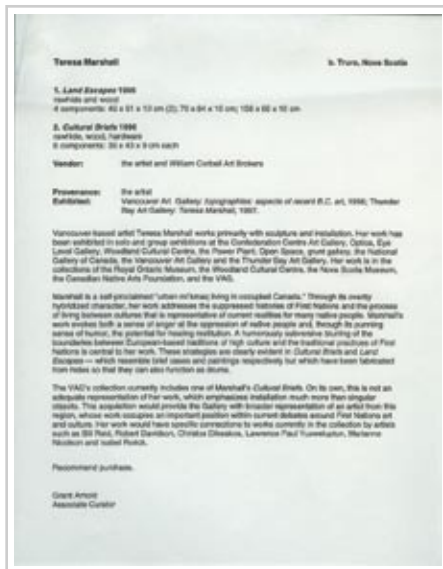 Teresa Marshall b. Truro, Nova Scotia
1. Land Escapes 1996
rawhide and wood
4 components: 40 x 51 x 13 cm (2); 70 x 84 x 10 cm; 108 x 60 x 10 cm
2. Cultural Briefs 1996
rawhide, wood, hardware
6 components: 30 x 43 x 9 cm each
Vendor: the artist and William Corbett Art Brokers
Provenance: the artist
Exhibited: Vancouver Art Gallery: topographies: aspects of recent B.C. art, 1996; Thunder
Bay Art Gallery: Teresa Marshall, 1997.
Vancouver-based artist Teresa Marshall works primarily with sculpture and installation. Her work has
been exhibited in solo and group exhibitions at the Confederation Centre Art Gallery, Optica, Eye
Level Gallery, Woodland Cultural Centre, the Power Plant, Open Space, grunt gallery, the National
Gallery of Canada, the Vancouver Art Gallery and the Thunder Bay Art Gallery. Her work is in the
collections of the Royal Ontario Museum, the Woodland Cultural Centre, the Nova Scotia Museum,
the Canadian Native Arts Foundation, and the VAG.
Marshall is a self-proclaimed "urban mi'kmaq living in occupied Canada." Through its overtly
hybridized character, her work addresses the suppressed histories of First Nations and the process
of living between cultures that is representative of current realities for many native peoples. Marshall's
work evokes both a sense of anger at the oppression of native people and, through its punning
sense of humor, the potential for healing institution. A humorously subversive blurring of the
boundaries between European-based traditions of high culture and the traditional practices of First
Nations is central to her work. These strategies are clearly evident in Cultural Briefs and Land
Escapes — which resemble brief cases and paintings respectively but which have been fabricated
from hides so that they can also function as drums.
The VAG's collection currently includes one of Marshall's Cultural Briefs. On its own, this is not an
adequate representation of her work, which emphasizes installation much more than singular
objects. This acquisition would provide the Gallery with broader representation of an artist from this
region, whose work occupies an important position within current debates around First Nations art
and culture. Her work would have specific connections to works currently in the collection by artists
such as Bill Reid, Robert Davidson, Christos Dikeakos, Lawrence Paul Yuxweluptun, Marianne
Nicolson and Isabel Rorick.
Recommend purchase.
Grant Arnold
Associate Curator